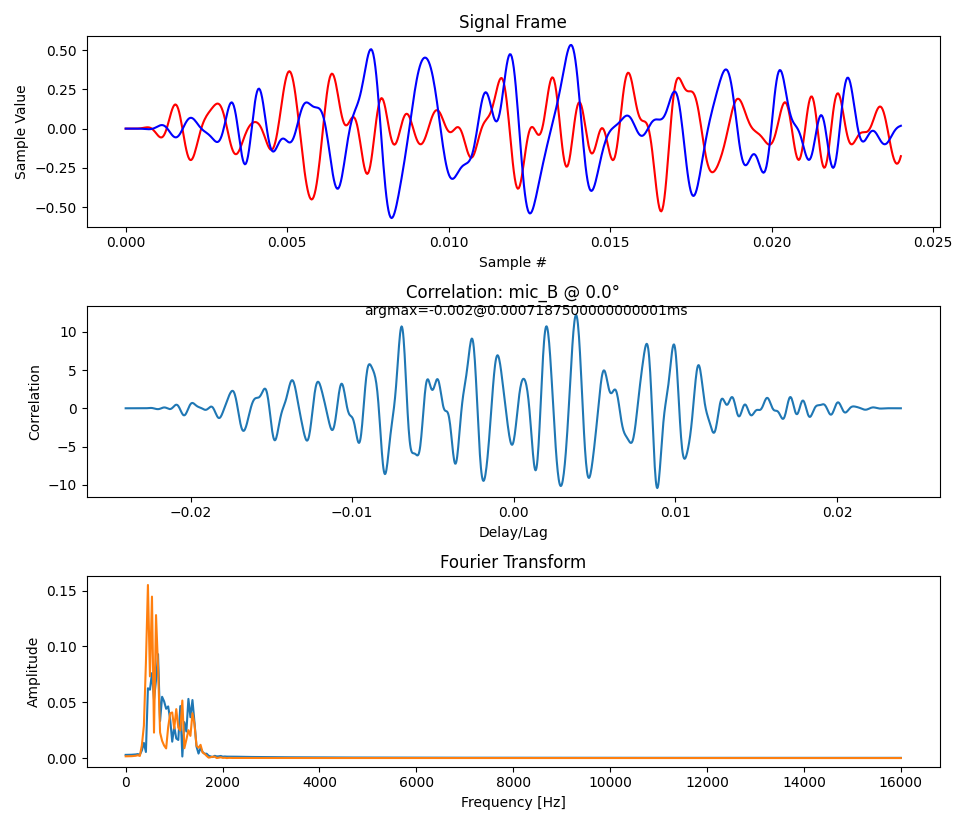 Signal Frame
Sample Value
0.50
0.25
0.00
−0.25
−0.50
0.000 0.005 0.010 0.015 0.020 0.025
Sample #
Correlation: mic_B @ 0.0°
argmax=-0.002@0.0007187500000000001ms
Correlation
10
5
0
−5
−10
−0.02 −0.01 0.00 0.01 0.02
Delay/Lag
Fourier Transform
Amplitude
0.15
0.10
0.05
0.00
0 2000 4000 6000 8000 10000 12000 14000 16000
Frequency [Hz]